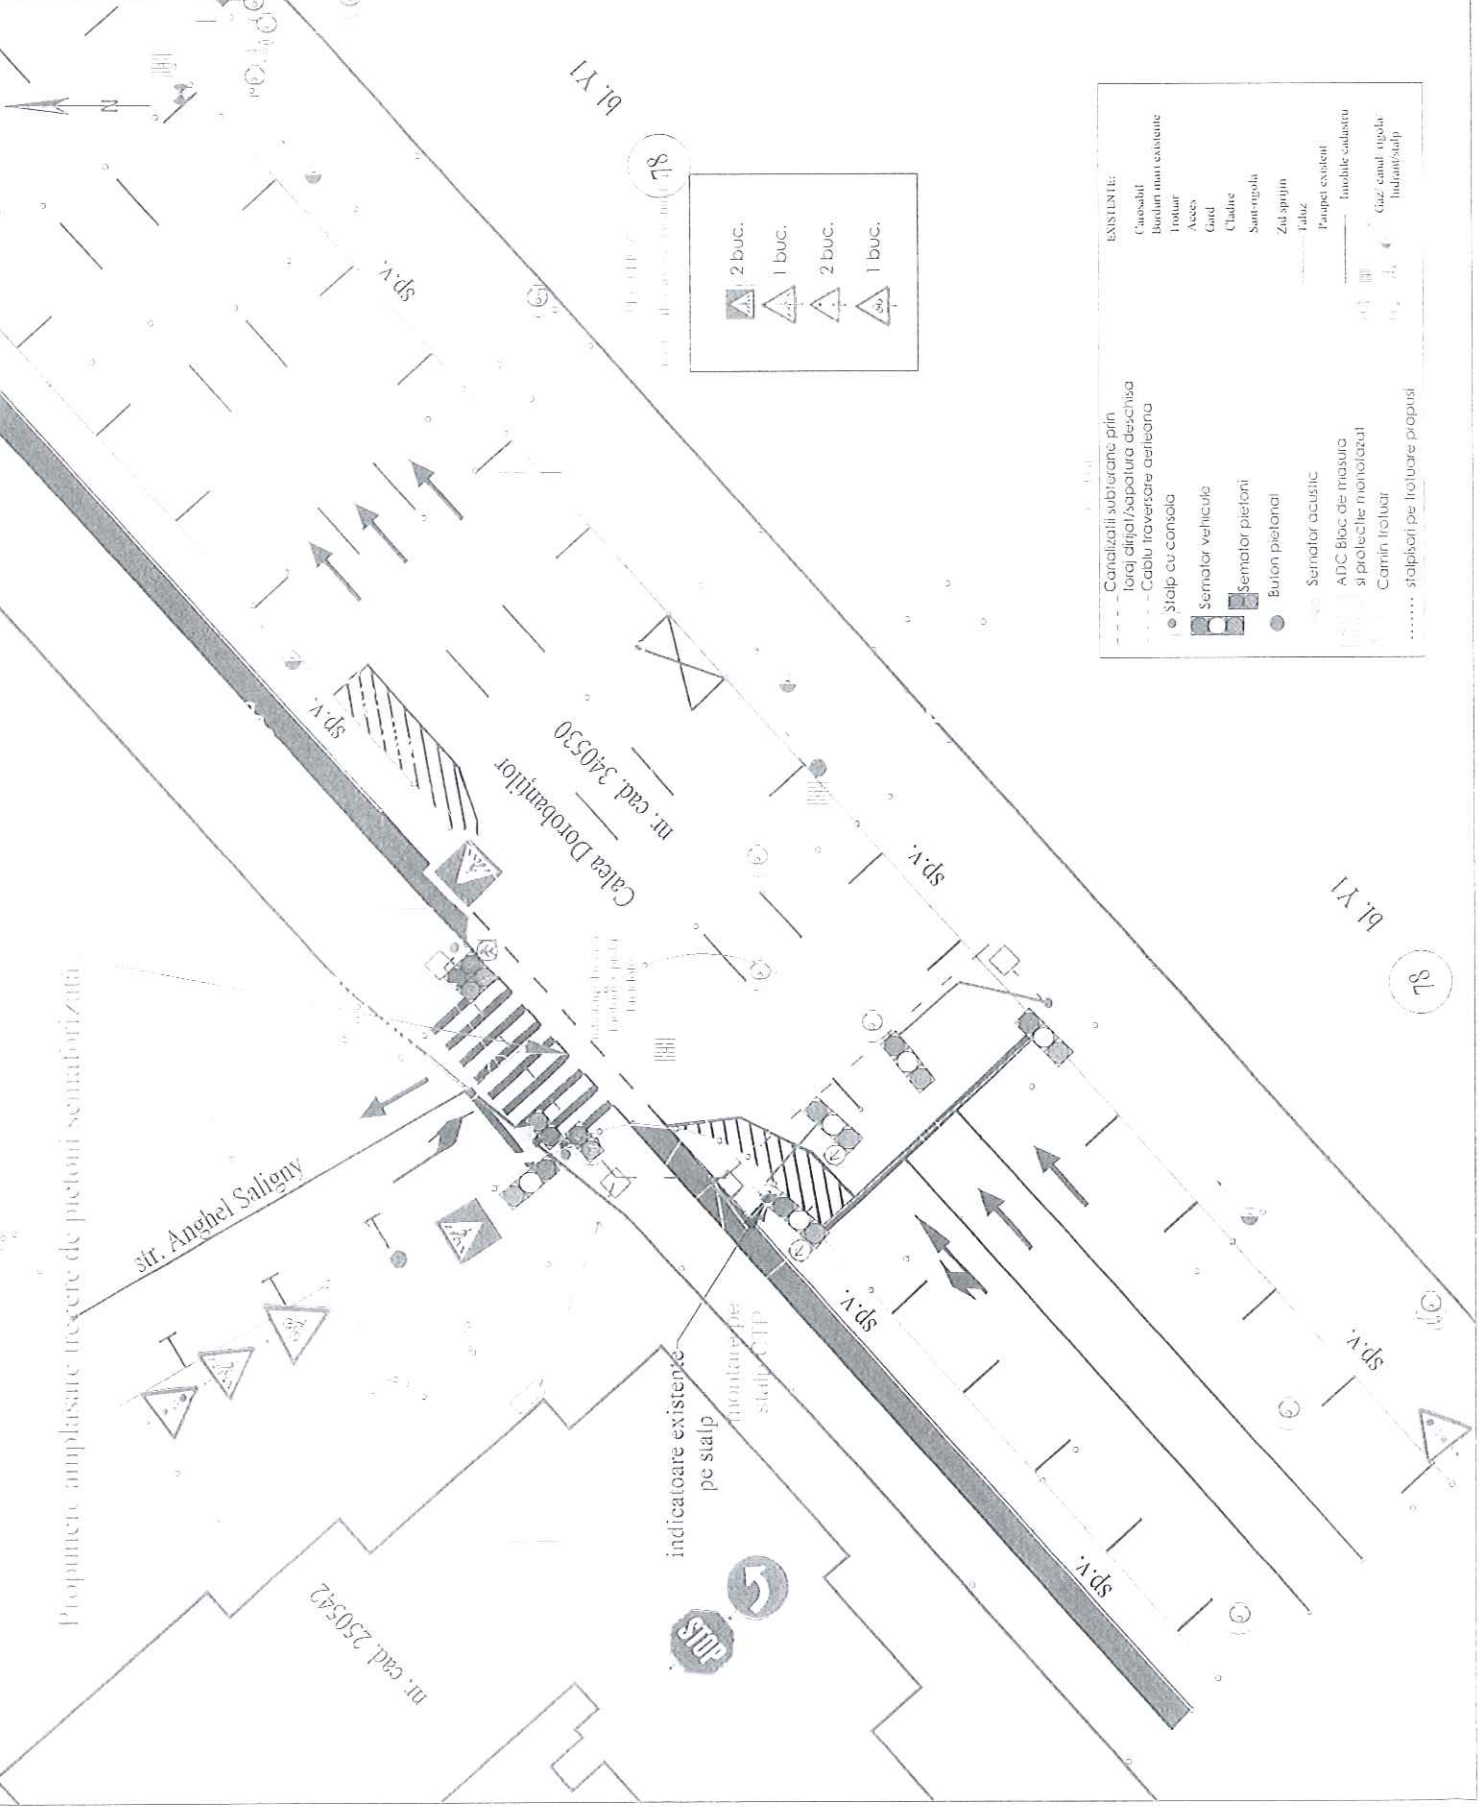 Propunere amplasare trecere de pietoni semaforizata
str. Anghel Saligny
nr. cad. 250542
indicatoare existente
pe stalp
montare pe
stalp CTP
STOP
Calea Dorobanților
nr. cad. 340530
sp.v.
sp.v.
sp.v.
sp.v.
sp.v.
sp.v.
N
bl. Y1
78
bl. Y1
78
2 buc.
1 buc.
2 buc.
1 buc.
Canalizatii subterane prin
foraj dirijat/sapatura deschisa
Cablu traversare aeriana
Stalp cu consola
Semafor vehicule
Semafor pietoni
Buton pietonal
Semafor acustic
ADC Bloc de masura
si protectie monofazat
Camin trotuar
stalpisori pe trotuare propusi
EXISTENTE:
Carosabil
Borduri mari existente
Trotuar
Acces
Gard
Cladire
Sant-rigola
Zid sprijin
Taluz
Parapet existent
Imobile cadastru
Gaz/ canal/ rigola
hidrant/stalp